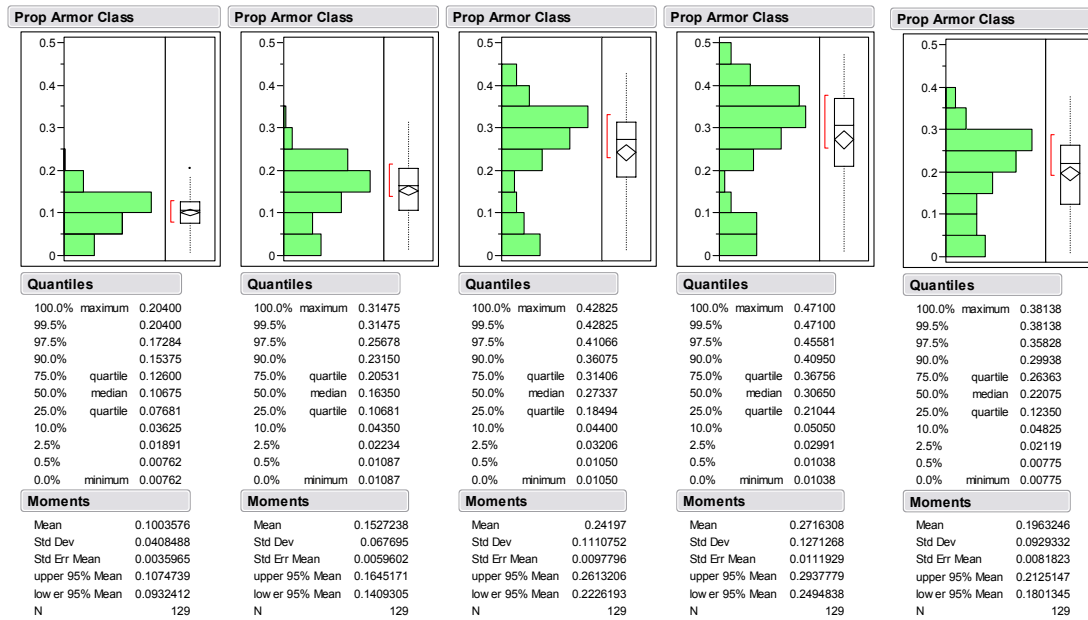 Prop Armor Class
0.5
0.4
0.3
0.2
0.1
0
Quantiles
100.0% maximum 0.20400
99.5% 0.20400
97.5% 0.17284
90.0% 0.15375
75.0% quartile 0.12600
50.0% median 0.10675
25.0% quartile 0.07681
10.0% 0.03625
2.5% 0.01891
0.5% 0.00762
0.0% minimum 0.00762
Moments
Mean 0.1003576
Std Dev 0.0408488
Std Err Mean 0.0035965
upper 95% Mean 0.1074739
low er 95% Mean 0.0932412
N 129
Prop Armor Class
0.5
0.4
0.3
0.2
0.1
0
Quantiles
100.0% maximum 0.31475
99.5% 0.31475
97.5% 0.25678
90.0% 0.23150
75.0% quartile 0.20531
50.0% median 0.16350
25.0% quartile 0.10681
10.0% 0.04350
2.5% 0.02234
0.5% 0.01087
0.0% minimum 0.01087
Moments
Mean 0.1527238
Std Dev 0.067695
Std Err Mean 0.0059602
upper 95% Mean 0.1645171
low er 95% Mean 0.1409305
N 129
Prop Armor Class
0.5
0.4
0.3
0.2
0.1
0
Quantiles
100.0% maximum 0.42825
99.5% 0.42825
97.5% 0.41066
90.0% 0.36075
75.0% quartile 0.31406
50.0% median 0.27337
25.0% quartile 0.18494
10.0% 0.04400
2.5% 0.03206
0.5% 0.01050
0.0% minimum 0.01050
Moments
Mean 0.24197
Std Dev 0.1110752
Std Err Mean 0.0097796
upper 95% Mean 0.2613206
low er 95% Mean 0.2226193
N 129
Prop Armor Class
0.5
0.4
0.3
0.2
0.1
0
Quantiles
100.0% maximum 0.47100
99.5% 0.47100
97.5% 0.45581
90.0% 0.40950
75.0% quartile 0.36756
50.0% median 0.30650
25.0% quartile 0.21044
10.0% 0.05050
2.5% 0.02991
0.5% 0.01038
0.0% minimum 0.01038
Moments
Mean 0.2716308
Std Dev 0.1271268
Std Err Mean 0.0111929
upper 95% Mean 0.2937779
low er 95% Mean 0.2494838
N 129
Prop Armor Class
0.5
0.4
0.3
0.2
0.1
0
Quantiles
100.0% maximum 0.38138
99.5% 0.38138
97.5% 0.35828
90.0% 0.29938
75.0% quartile 0.26363
50.0% median 0.22075
25.0% quartile 0.12350
10.0% 0.04825
2.5% 0.02119
0.5% 0.00775
0.0% minimum 0.00775
Moments
Mean 0.1963246
Std Dev 0.0929332
Std Err Mean 0.0081823
upper 95% Mean 0.2125147
low er 95% Mean 0.1801345
N 129